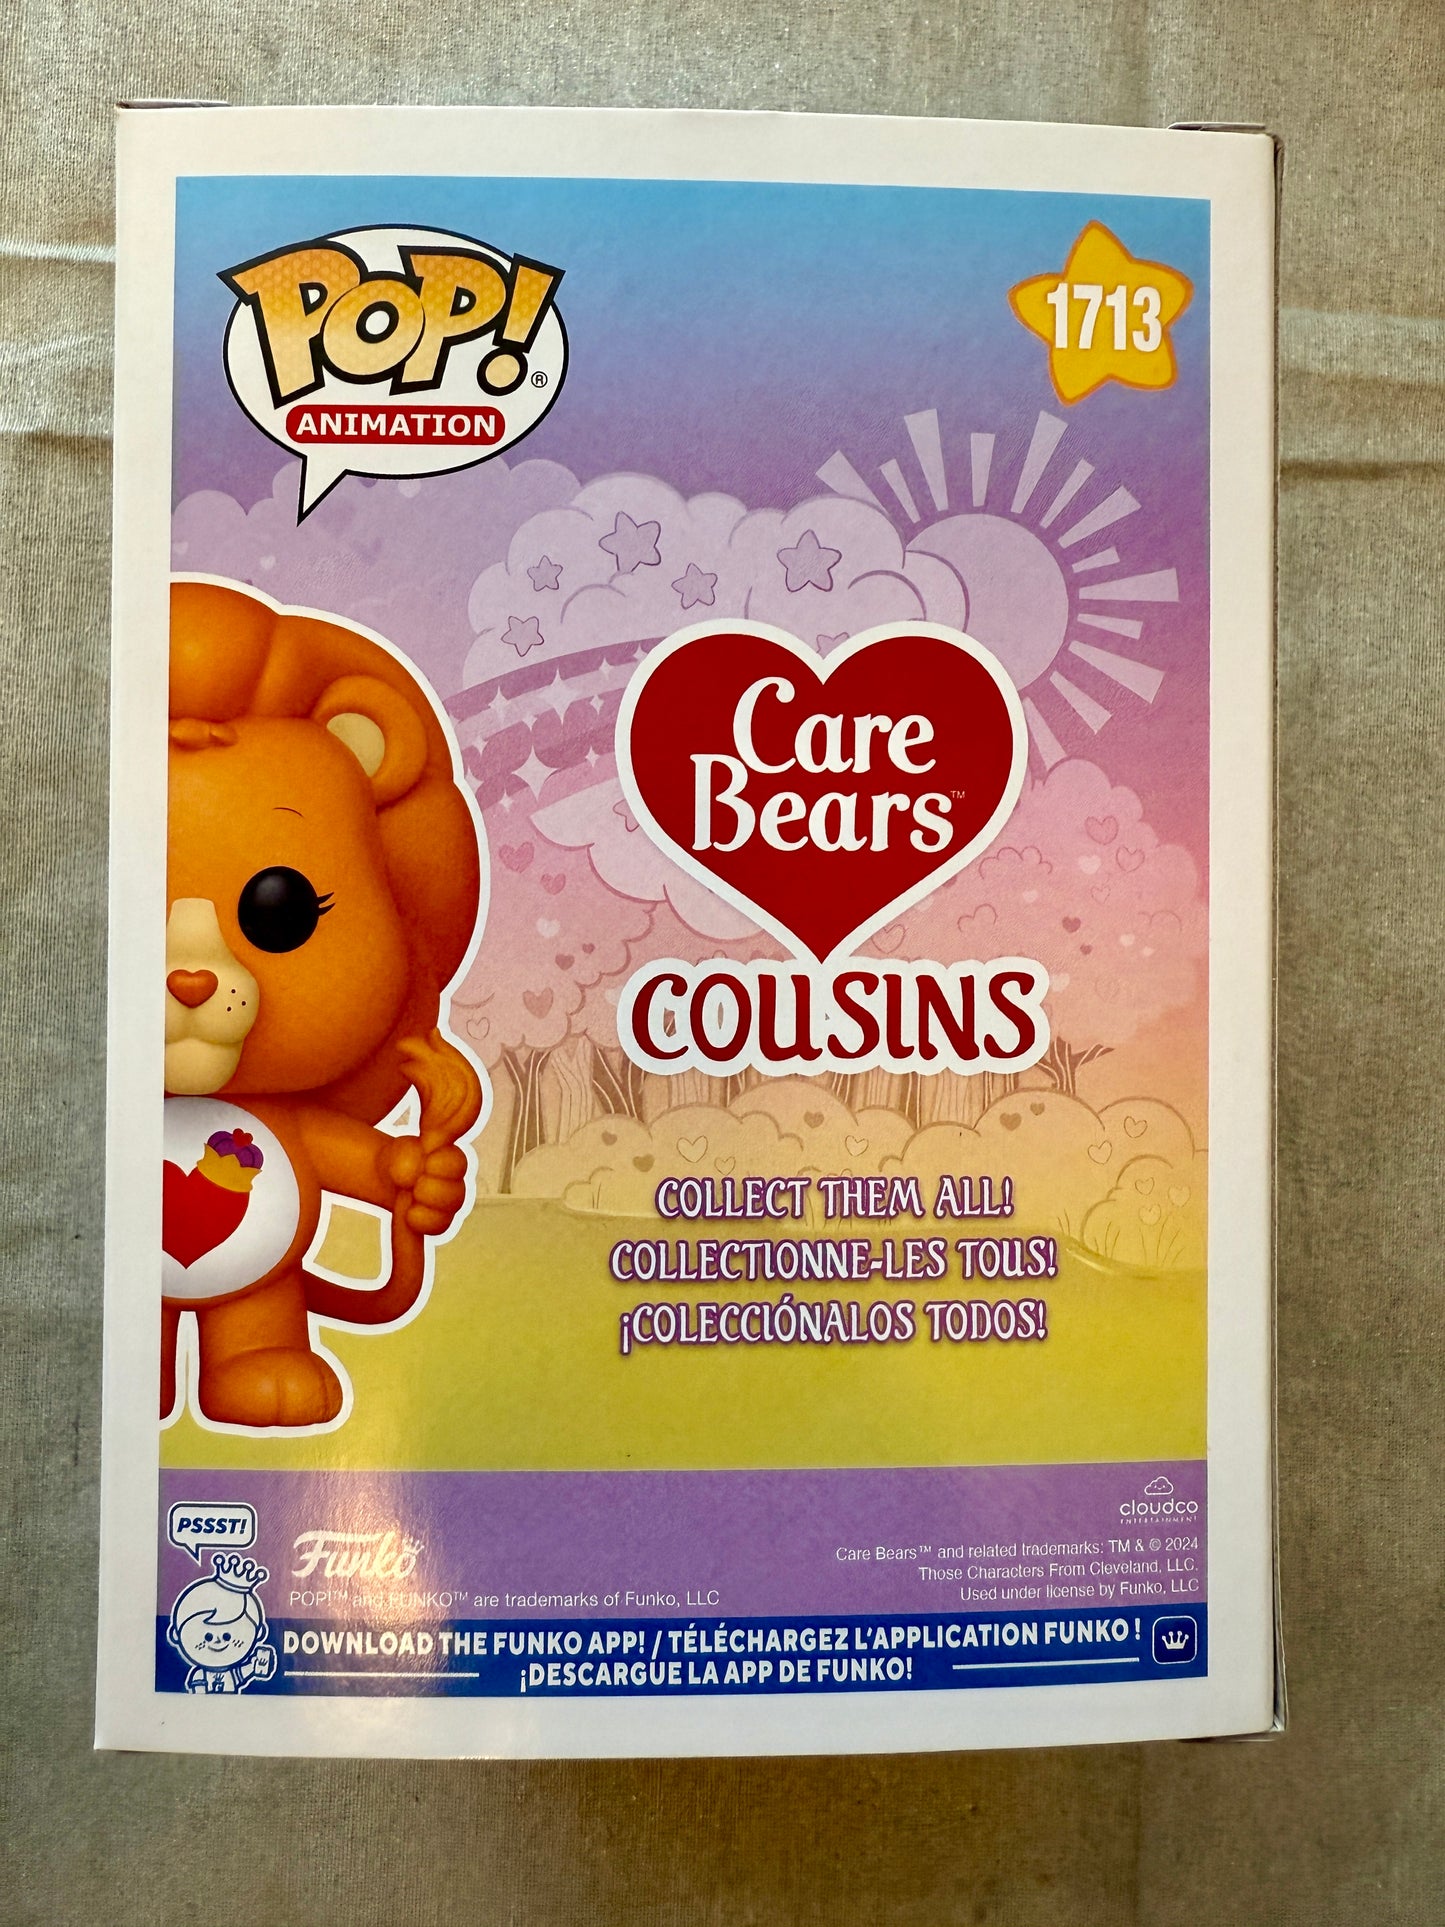 POP!®
ANIMATION
1713
Care
Bears™
COUSINS
COLLECT THEM ALL!
COLLECTIONNE-LES TOUS!
¡COLECCIÓNALOS TODOS!
cloudco
ENTERTAINMENT
PSSST!
Funko
POP!™ and FUNKO™ are trademarks of Funko, LLC
Care Bears™ and related trademarks: TM & © 2024
Those Characters From Cleveland, LLC.
Used under license by Funko, LLC
DOWNLOAD THE FUNKO APP! / TÉLÉCHARGEZ L'APPLICATION FUNKO !
¡DESCARGUE LA APP DE FUNKO!